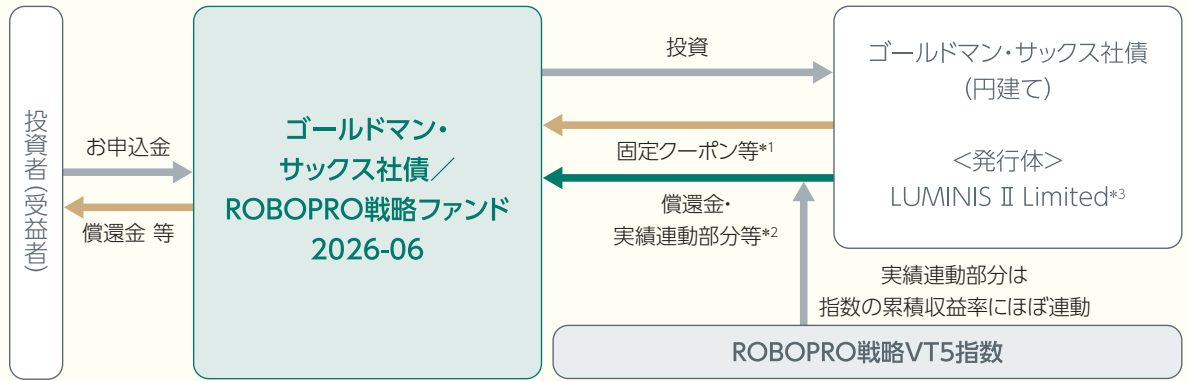 投資者(受益者)
お申込金
償還金 等
ゴールドマン・
サックス社債／
ROBOPRO戦略ファンド
2026-06
投資
固定クーポン等*1
償還金・
実績連動部分等*2
ゴールドマン・サックス社債
(円建て)
＜発行体＞
LUMINIS Ⅱ Limited*3
実績連動部分は
指数の累積収益率にほぼ連動
ROBOPRO戦略VT5指数